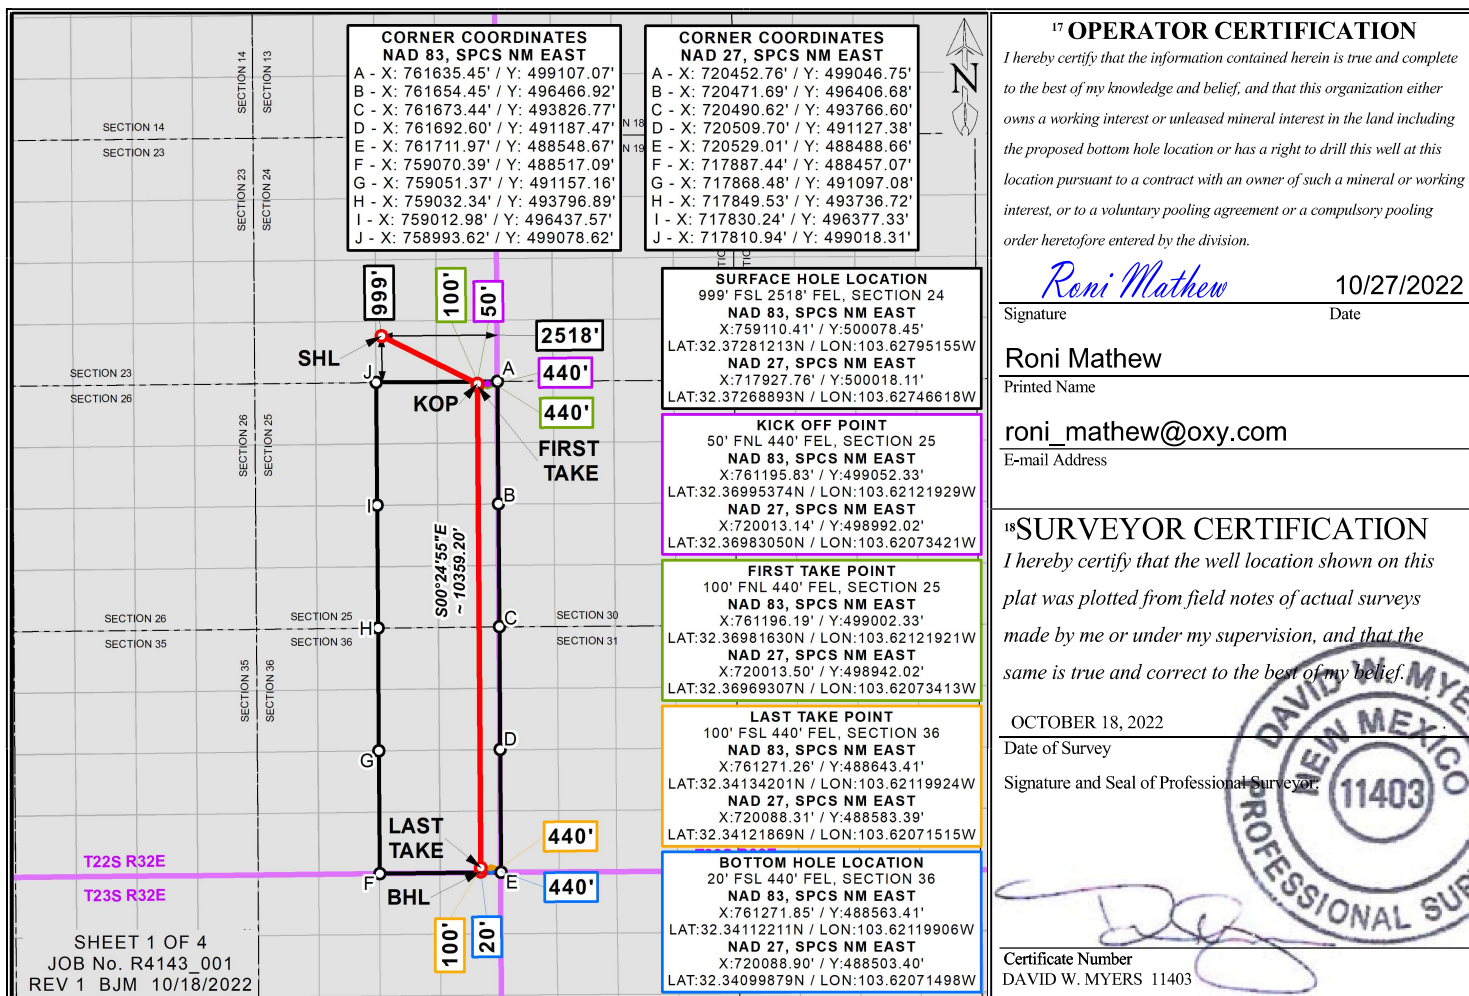 SECTION 14
SECTION 13
SECTION 14
SECTION 23
SECTION 23
SECTION 24
N 18
N 19
CORNER COORDINATES
NAD 83, SPCS NM EAST
A - X: 761635.45' / Y: 499107.07'
B - X: 761654.45' / Y: 496466.92'
C - X: 761673.44' / Y: 493826.77'
D - X: 761692.60' / Y: 491187.47'
E - X: 761711.97' / Y: 488548.67'
F - X: 759070.39' / Y: 488517.09'
G - X: 759051.37' / Y: 491157.16'
H - X: 759032.34' / Y: 493796.89'
I - X: 759012.98' / Y: 496437.57'
J - X: 758993.62' / Y: 499078.62'
CORNER COORDINATES
NAD 27, SPCS NM EAST
A - X: 720452.76' / Y: 499046.75'
B - X: 720471.69' / Y: 496406.68'
C - X: 720490.62' / Y: 493766.60'
D - X: 720509.70' / Y: 491127.38'
E - X: 720529.01' / Y: 488488.66'
F - X: 717887.44' / Y: 488457.07'
G - X: 717868.48' / Y: 491097.08'
H - X: 717849.53' / Y: 493736.72'
I - X: 717830.24' / Y: 496377.33'
J - X: 717810.94' / Y: 499018.31'
N
999'
100'
50'
2518'
SHL
J
A
440'
KOP
440'
FIRST
TAKE
SECTION 23
SECTION 26
SECTION 26
SECTION 25
I
B
S00°24'55"E
~ 10359.20'
SECTION 26
SECTION 35
SECTION 25
SECTION 36
H
C
SECTION 30
SECTION 31
SECTION 35
SECTION 36
G
D
LAST
TAKE
440'
T22S R32E
T23S R32E
F
BHL
E
440'
100'
20'
SHEET 1 OF 4
JOB No. R4143_001
REV 1 BJM 10/18/2022
SURFACE HOLE LOCATION
999' FSL 2518' FEL, SECTION 24
NAD 83, SPCS NM EAST
X:759110.41' / Y:500078.45'
LAT:32.37281213N / LON:103.62795155W
NAD 27, SPCS NM EAST
X:717927.76' / Y:500018.11'
LAT:32.37268893N / LON:103.62746618W
KICK OFF POINT
50' FNL 440' FEL, SECTION 25
NAD 83, SPCS NM EAST
X:761195.83' / Y:499052.33'
LAT:32.36995374N / LON:103.62121929W
NAD 27, SPCS NM EAST
X:720013.14' / Y:498992.02'
LAT:32.36983050N / LON:103.62073421W
FIRST TAKE POINT
100' FNL 440' FEL, SECTION 25
NAD 83, SPCS NM EAST
X:761196.19' / Y:499002.33'
LAT:32.36981630N / LON:103.62121921W
NAD 27, SPCS NM EAST
X:720013.50' / Y:498942.02'
LAT:32.36969307N / LON:103.62073413W
LAST TAKE POINT
100' FSL 440' FEL, SECTION 36
NAD 83, SPCS NM EAST
X:761271.26' / Y:488643.41'
LAT:32.34134201N / LON:103.62119924W
NAD 27, SPCS NM EAST
X:720088.31' / Y:488583.39'
LAT:32.34121869N / LON:103.62071515W
BOTTOM HOLE LOCATION
20' FSL 440' FEL, SECTION 36
NAD 83, SPCS NM EAST
X:761271.85' / Y:488563.41'
LAT:32.34112211N / LON:103.62119906W
NAD 27, SPCS NM EAST
X:720088.90' / Y:488503.40'
LAT:32.34099879N / LON:103.62071498W
17 OPERATOR CERTIFICATION
I hereby certify that the information contained herein is true and complete
to the best of my knowledge and belief, and that this organization either
owns a working interest or unleased mineral interest in the land including
the proposed bottom hole location or has a right to drill this well at this
location pursuant to a contract with an owner of such a mineral or working
interest, or to a voluntary pooling agreement or a compulsory pooling
order heretofore entered by the division.
Roni Mathew
10/27/2022
Signature
Date
Roni Mathew
Printed Name
roni_mathew@oxy.com
E-mail Address
18 SURVEYOR CERTIFICATION
I hereby certify that the well location shown on this
plat was plotted from field notes of actual surveys
made by me or under my supervision, and that the
same is true and correct to the best of my belief.
OCTOBER 18, 2022
Date of Survey
Signature and Seal of Professional Surveyor:
DAVID W. MYE
NEW MEXICO
11403
PROFESSIONAL SU
Certificate Number
DAVID W. MYERS 11403